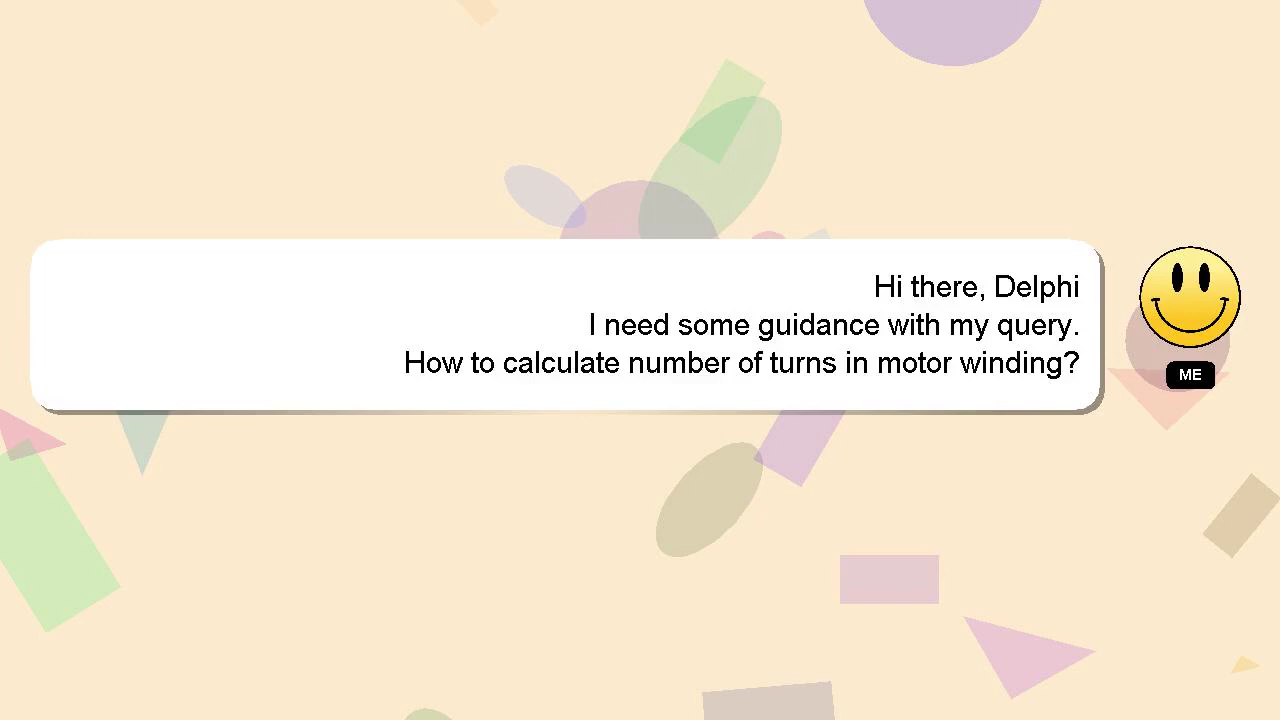 Hi there, Delphi
I need some guidance with my query.
How to calculate number of turns in motor winding?
ME